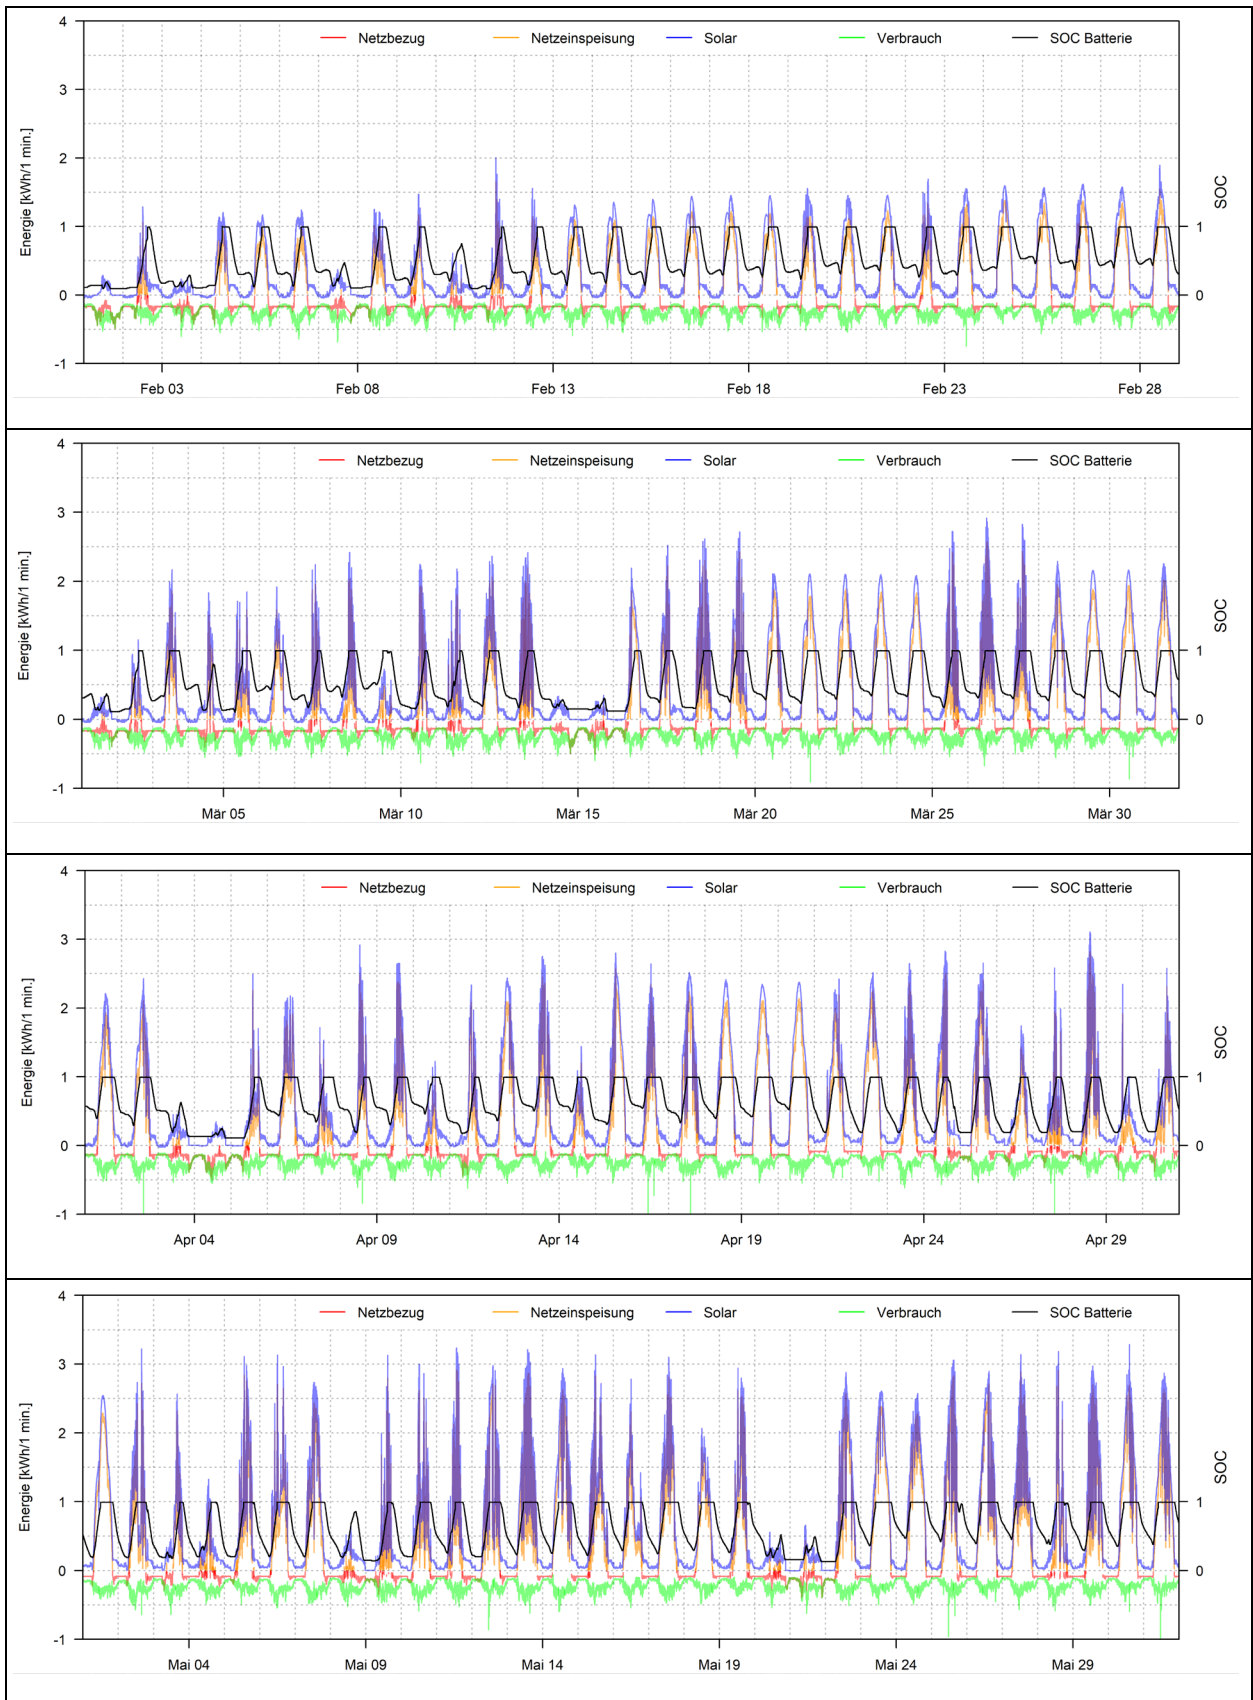 4
Netzbezug Netzeinspeisung Solar Verbrauch SOC Batterie
3
2
1 1
0 0
-1
Energie [kWh/1 min.]
SOC
Feb 03 Feb 08 Feb 13 Feb 18 Feb 23 Feb 28
4
Netzbezug Netzeinspeisung Solar Verbrauch SOC Batterie
3
2
1 1
0 0
-1
Energie [kWh/1 min.]
SOC
Mär 05 Mär 10 Mär 15 Mär 20 Mär 25 Mär 30
4
Netzbezug Netzeinspeisung Solar Verbrauch SOC Batterie
3
2
1 1
0 0
-1
Energie [kWh/1 min.]
SOC
Apr 04 Apr 09 Apr 14 Apr 19 Apr 24 Apr 29
4
Netzbezug Netzeinspeisung Solar Verbrauch SOC Batterie
3
2
1 1
0 0
-1
Energie [kWh/1 min.]
SOC
Mai 04 Mai 09 Mai 14 Mai 19 Mai 24 Mai 29